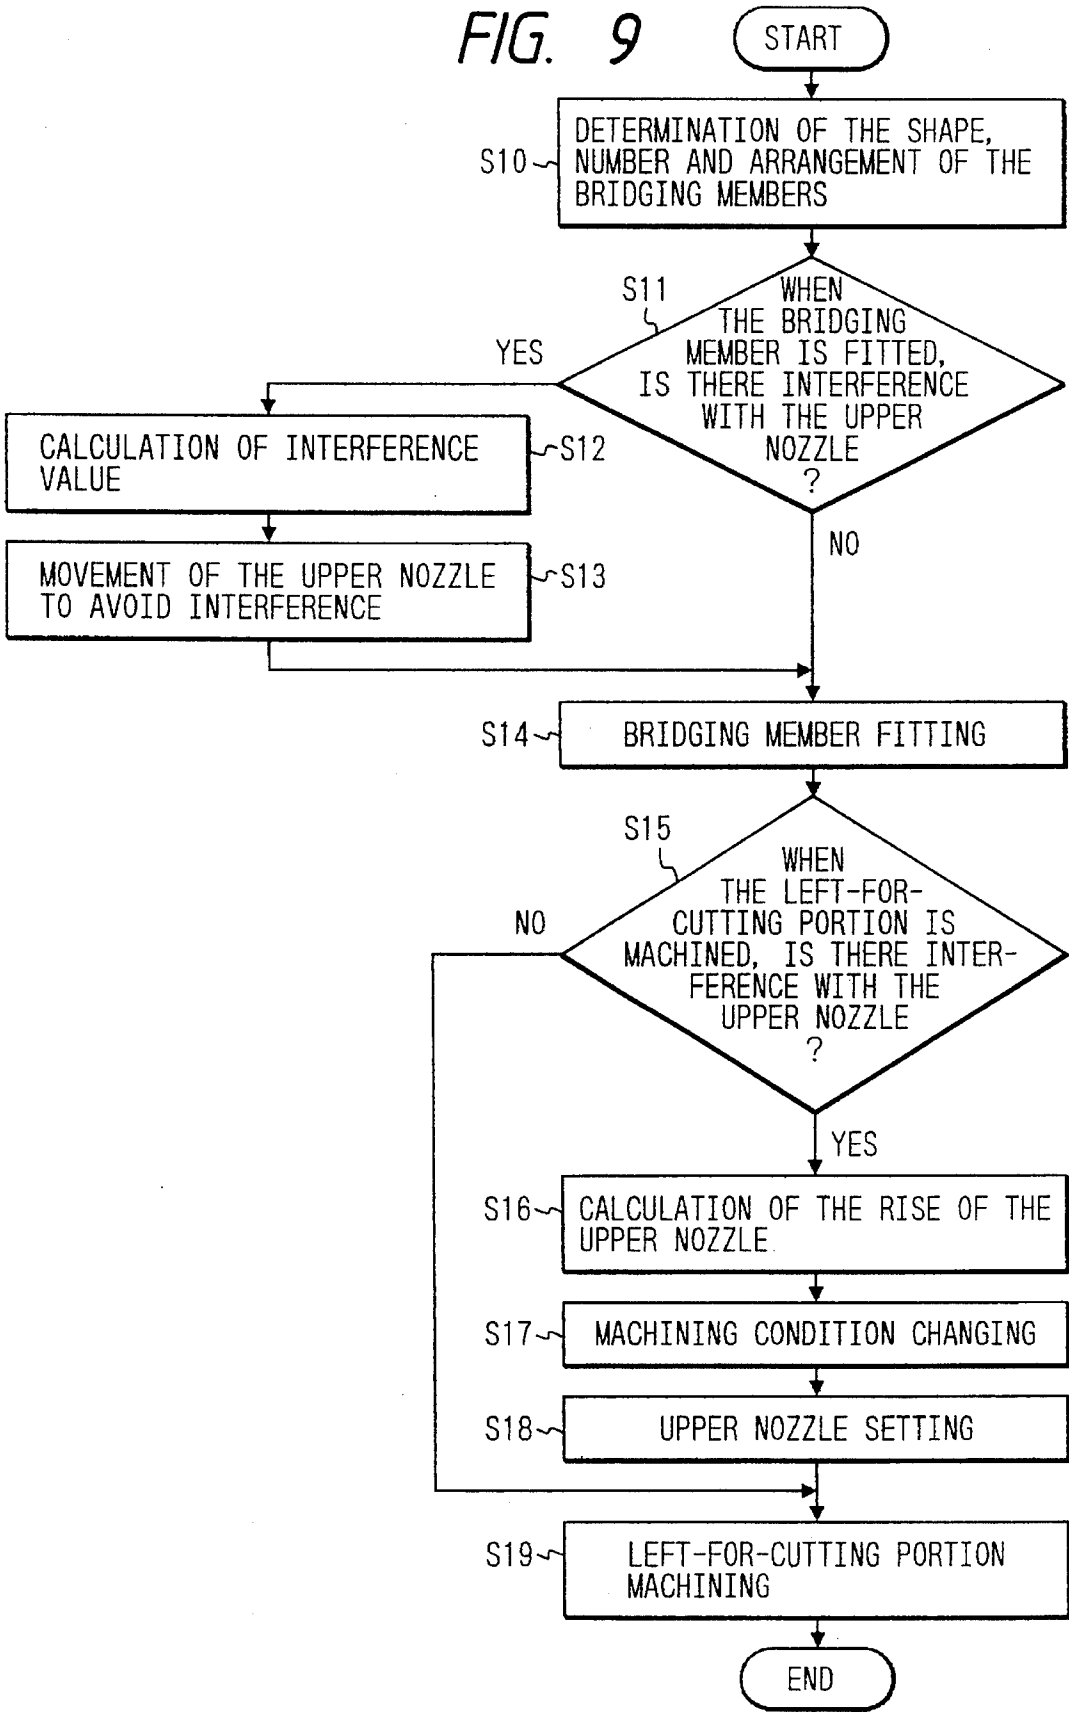 FIG. 9
START
S10
DETERMINATION OF THE SHAPE,
NUMBER AND ARRANGEMENT OF THE
BRIDGING MEMBERS
S11
WHEN
THE BRIDGING
MEMBER IS FITTED,
IS THERE INTERFERENCE
WITH THE UPPER
NOZZLE
?
YES
CALCULATION OF INTERFERENCE
VALUE
S12
NO
MOVEMENT OF THE UPPER NOZZLE
TO AVOID INTERFERENCE
S13
S14
BRIDGING MEMBER FITTING
S15
WHEN
THE LEFT-FOR-
CUTTING PORTION IS
MACHINED, IS THERE INTER-
FERENCE WITH THE
UPPER NOZZLE
?
NO
YES
S16
CALCULATION OF THE RISE OF THE
UPPER NOZZLE
S17
MACHINING CONDITION CHANGING
S18
UPPER NOZZLE SETTING
S19
LEFT-FOR-CUTTING PORTION
MACHINING
END